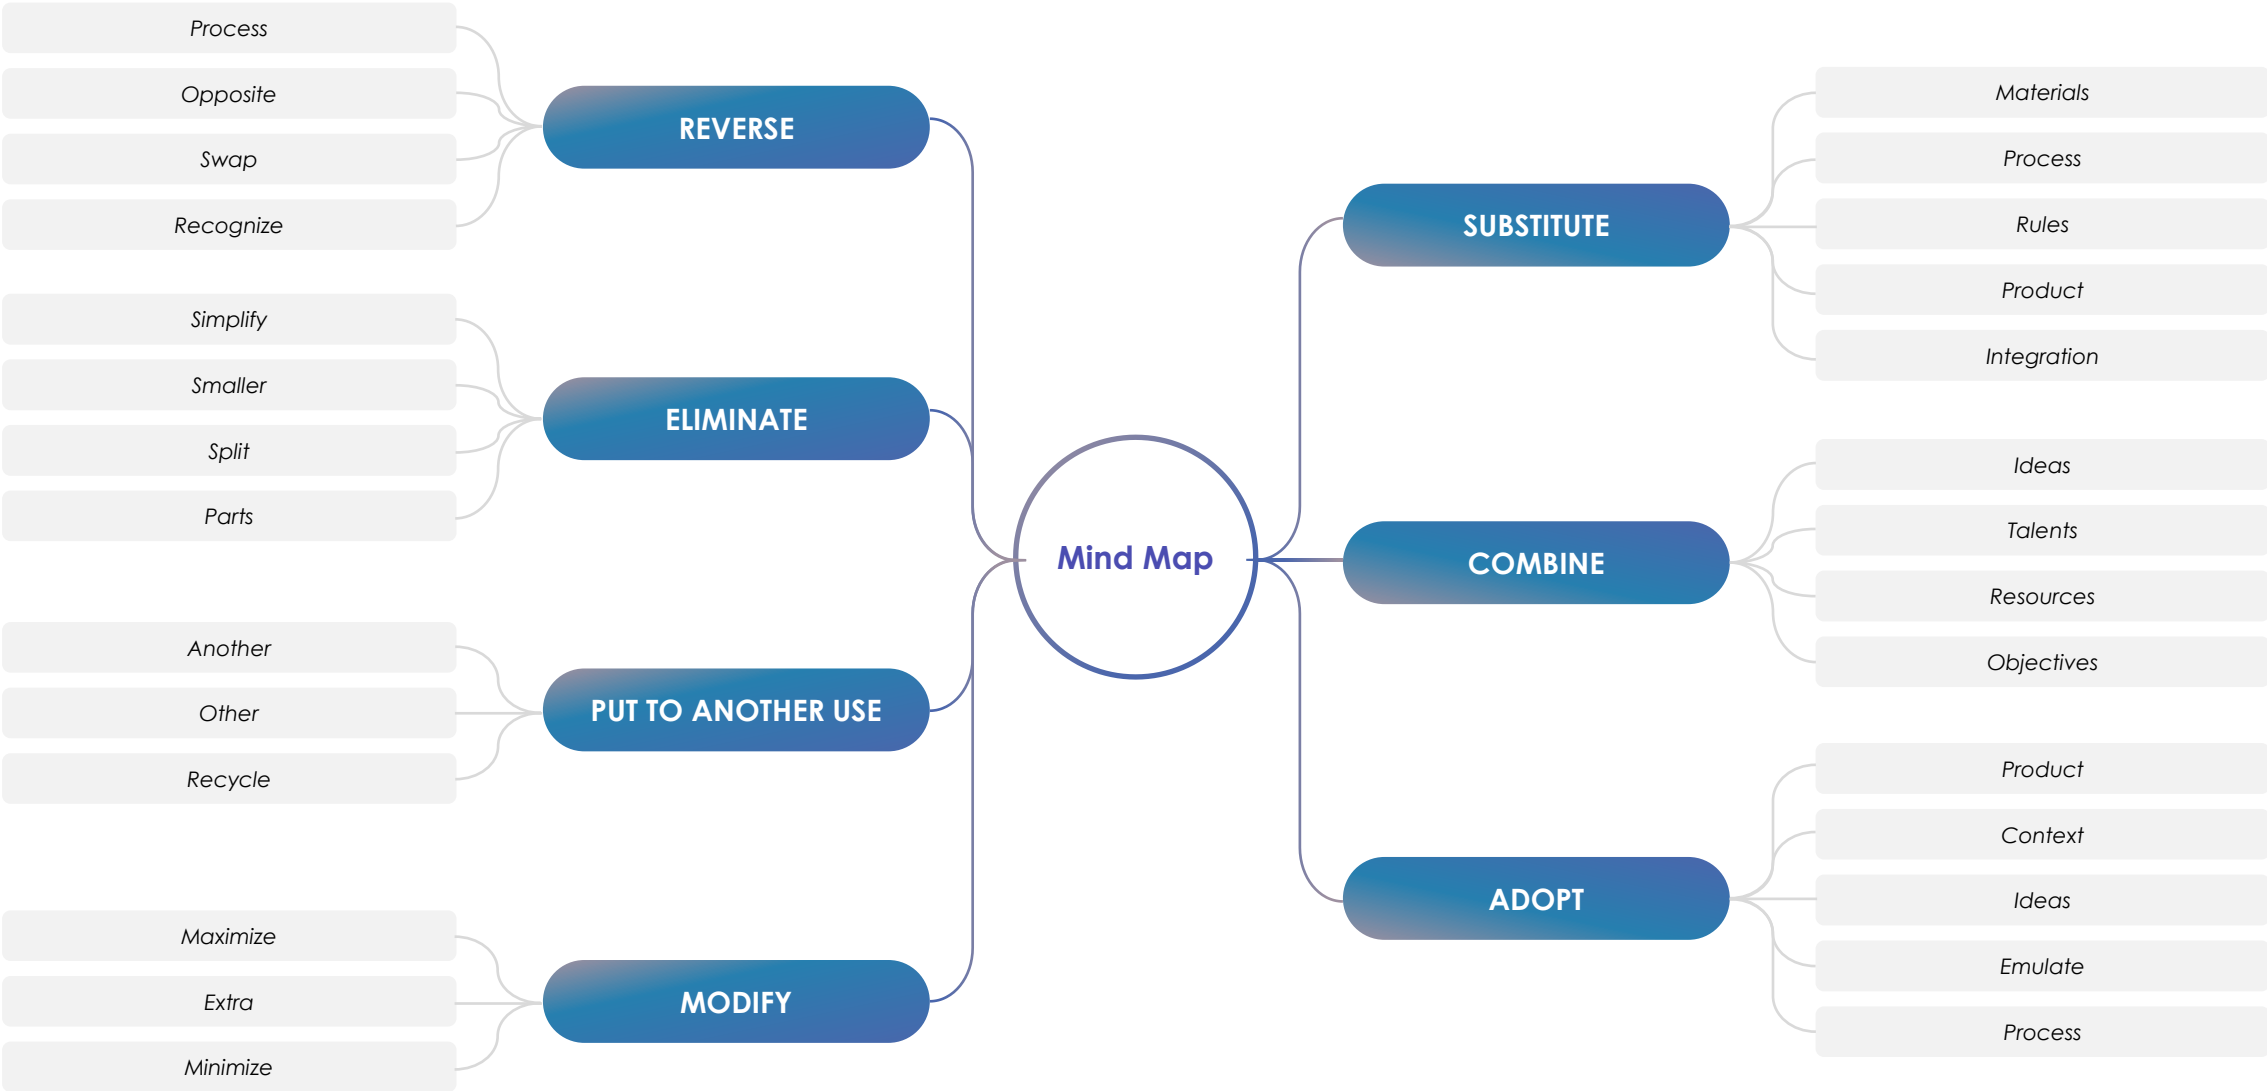 Process
Opposite
Swap
Recognize
REVERSE
Simplify
Smaller
Split
Parts
ELIMINATE
Another
Other
Recycle
PUT TO ANOTHER USE
Maximize
Extra
Minimize
MODIFY
Mind Map
SUBSTITUTE
Materials
Process
Rules
Product
Integration
COMBINE
Ideas
Talents
Resources
Objectives
ADOPT
Product
Context
Ideas
Emulate
Process